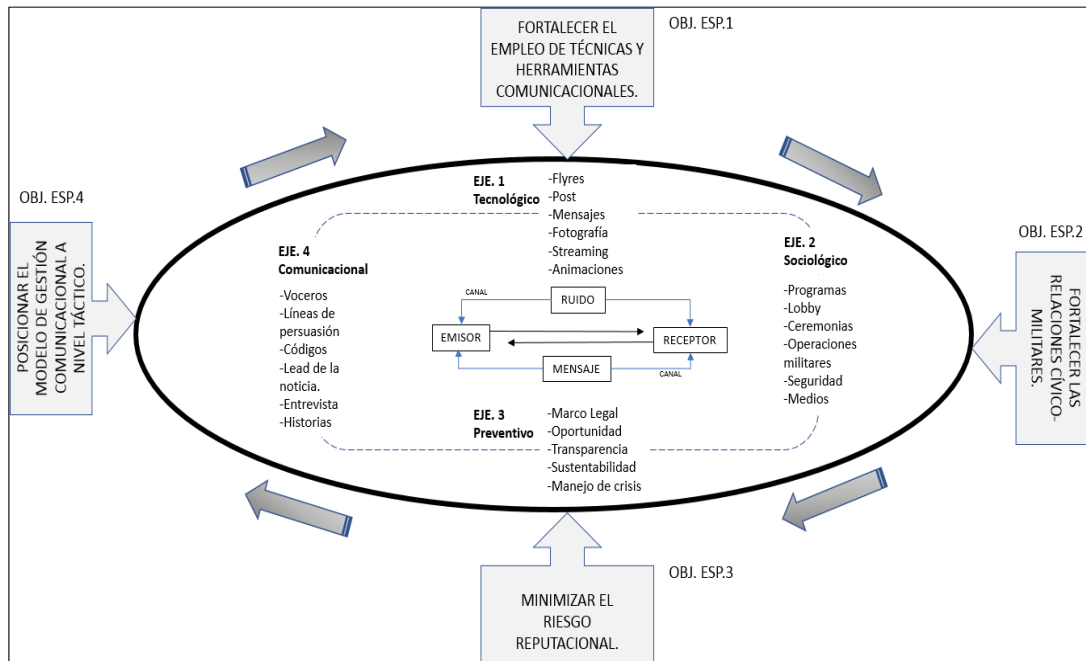 OBJ. ESP.1
FORTALECER EL
EMPLEO DE TÉCNICAS Y
HERRAMIENTAS
COMUNICACIONALES.
OBJ. ESP.4
POSICIONAR EL
MODELO DE GESTIÓN
COMUNICACIONAL A
NIVEL TÁCTICO.
EJE. 1
Tecnológico
-Flyres
-Post
-Mensajes
-Fotografía
-Streaming
-Animaciones
OBJ. ESP.2
FORTALECER LAS
RELACIONES CÍVICO-
MILITARES.
EJE. 2
Sociológico
-Programas
-Lobby
-Ceremonias
-Operaciones
militares
-Seguridad
-Medios
EJE. 4
Comunicacional
-Voceros
-Líneas de
persuasión
-Códigos
-Lead de la
noticia.
-Entrevista
-Historias
CANAL
RUIDO
EMISOR
RECEPTOR
MENSAJE
CANAL
EJE. 3
Preventivo
-Marco Legal
-Oportunidad
-Transparencia
-Sustentabilidad
-Manejo de crisis
OBJ. ESP.3
MINIMIZAR EL
RIESGO
REPUTACIONAL.